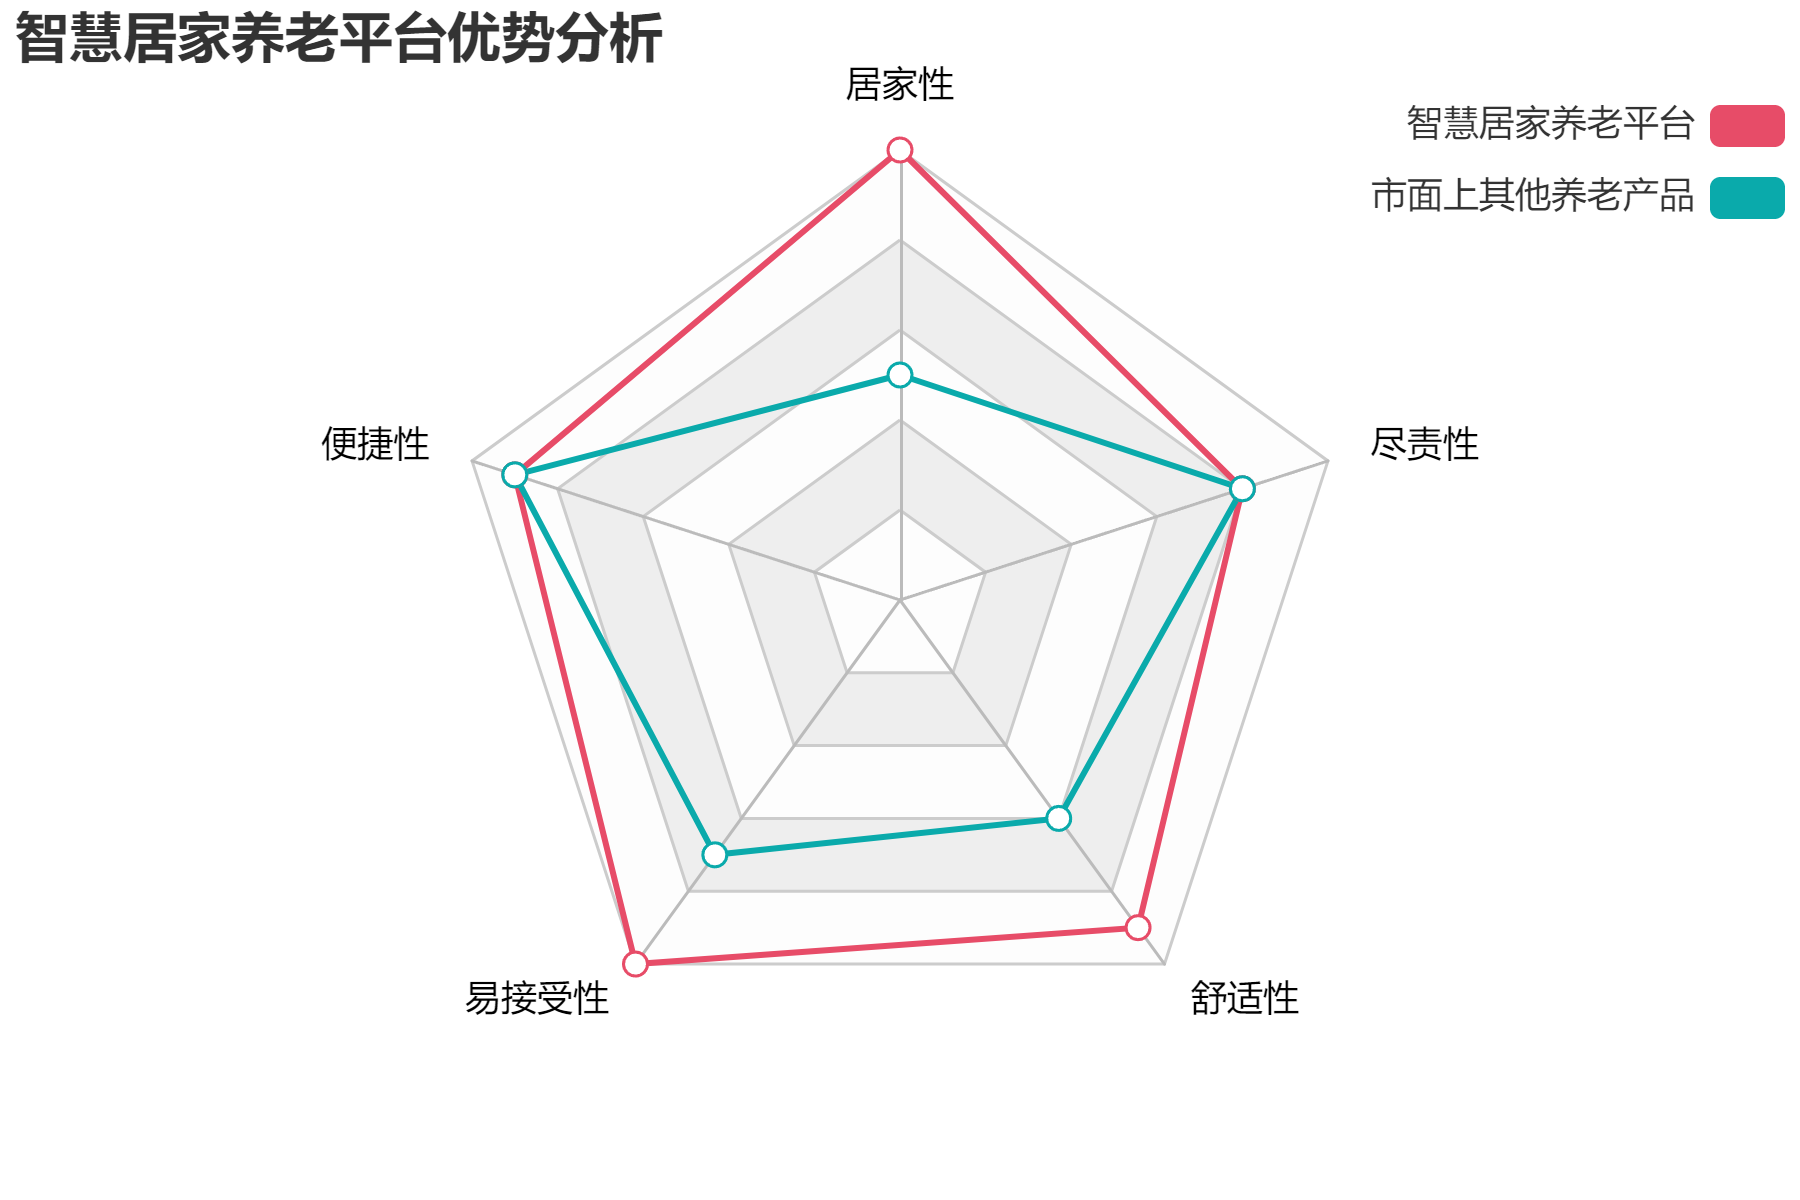 智慧居家养老平台优势分析
居家性
智慧居家养老平台
市面上其他养老产品
便捷性
尽责性
易接受性
舒适性